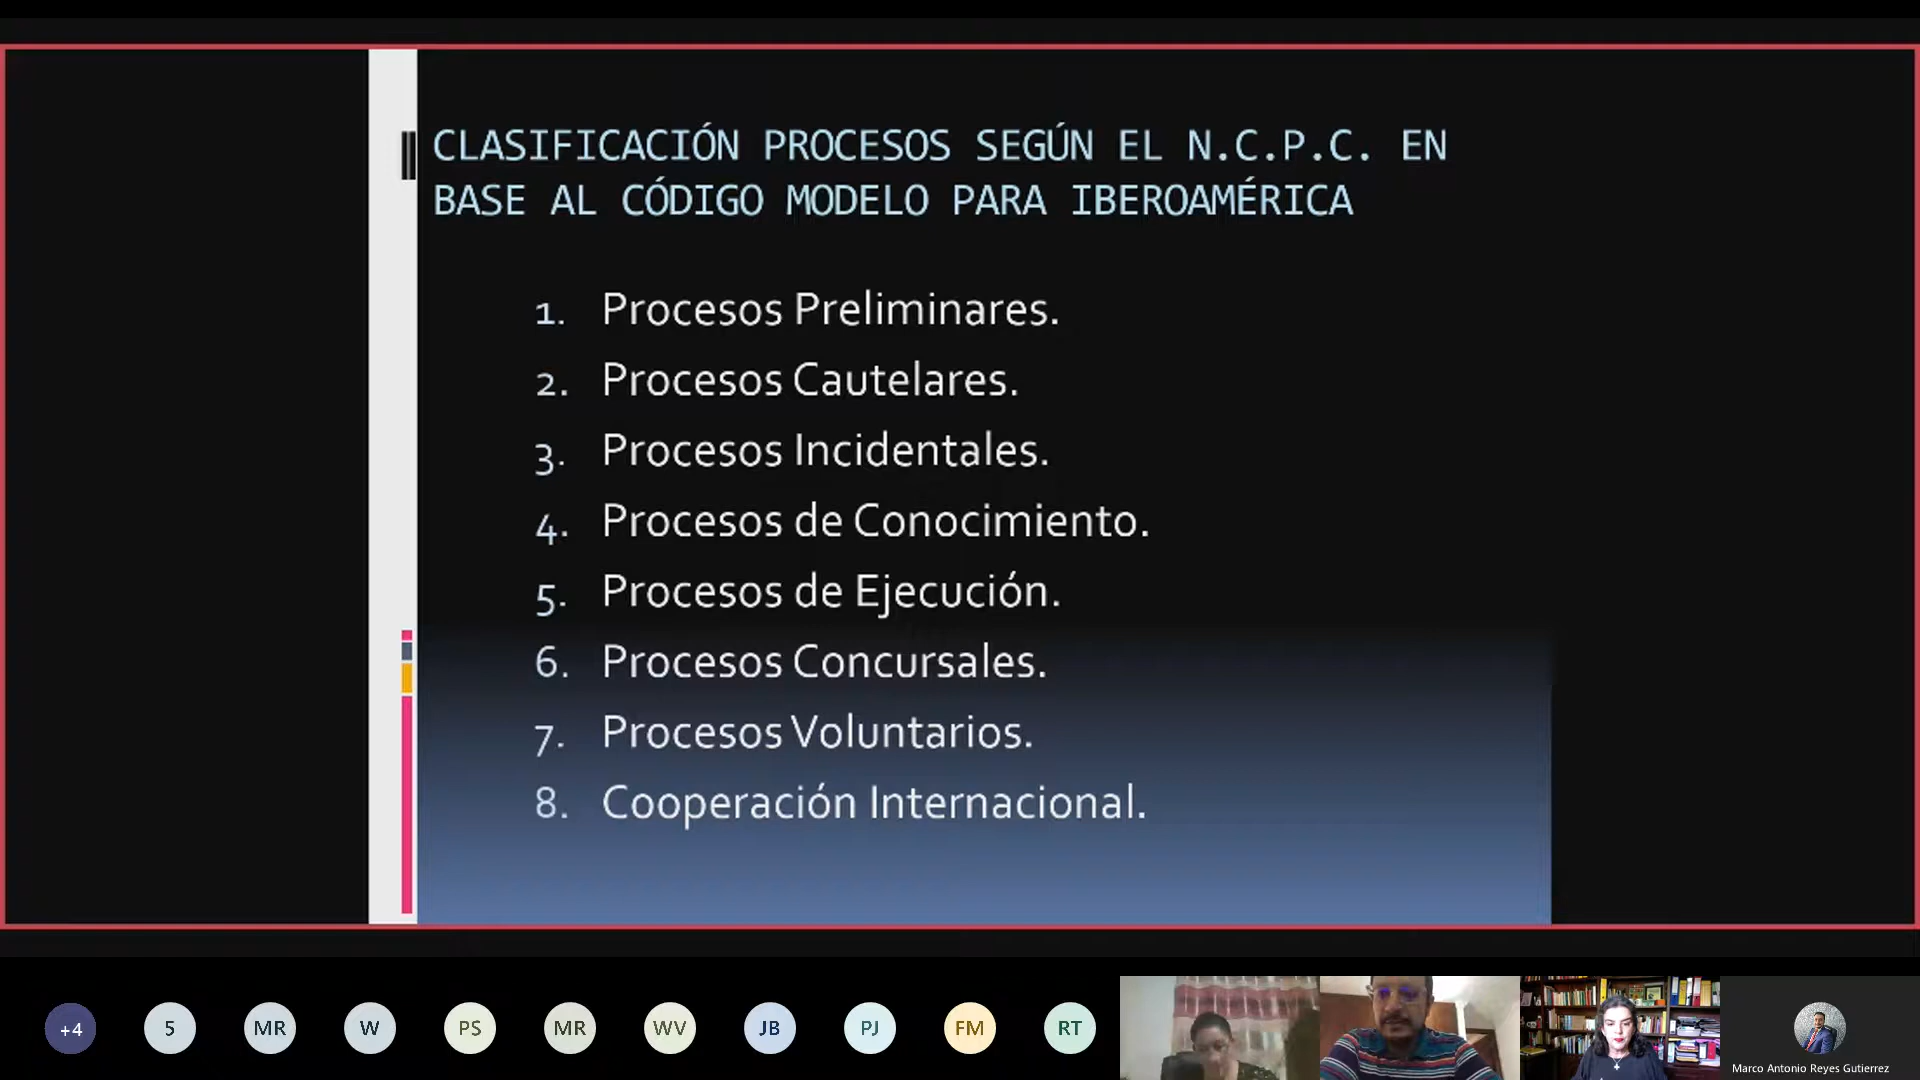 CLASIFICACIÓN PROCESOS SEGÚN EL N.C.P.C. EN
BASE AL CÓDIGO MODELO PARA IBEROAMÉRICA
1. Procesos Preliminares.
2. Procesos Cautelares.
3. Procesos Incidentales.
4. Procesos de Conocimiento.
5. Procesos de Ejecución.
6. Procesos Concursales.
7. Procesos Voluntarios.
8. Cooperación Internacional.
+4 5 MR W PS MR WV JB PJ FM RT
Marco Antonio Reyes Gutierrez